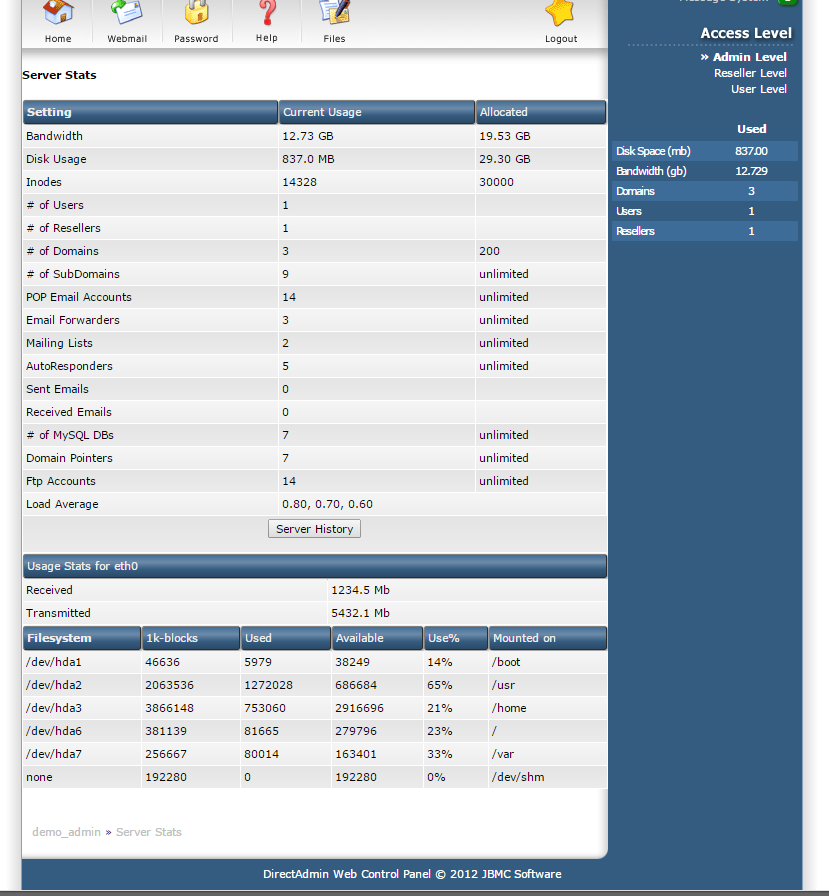 Home Webmail Password Help Files Logout
Server Stats
Setting Current Usage Allocated
Bandwidth 12.73 GB 19.53 GB
Disk Usage 837.0 MB 29.30 GB
Inodes 14328 30000
# of Users 1
# of Resellers 1
# of Domains 3 200
# of SubDomains 9 unlimited
POP Email Accounts 14 unlimited
Email Forwarders 3 unlimited
Mailing Lists 2 unlimited
AutoResponders 5 unlimited
Sent Emails 0
Received Emails 0
# of MySQL DBs 7 unlimited
Domain Pointers 7 unlimited
Ftp Accounts 14 unlimited
Load Average 0.80, 0.70, 0.60
Server History
Usage Stats for eth0
Received 1234.5 Mb
Transmitted 5432.1 Mb
Filesystem 1k-blocks Used Available Use% Mounted on
/dev/hda1 46636 5979 38249 14% /boot
/dev/hda2 2063536 1272028 686684 65% /usr
/dev/hda3 3866148 753060 2916696 21% /home
/dev/hda6 381139 81665 279796 23% /
/dev/hda7 256667 80014 163401 33% /var
none 192280 0 192280 0% /dev/shm
demo_admin » Server Stats
Message System
Access Level
» Admin Level
Reseller Level
User Level
Used
Disk Space (mb) 837.00
Bandwidth (gb) 12.729
Domains 3
Users 1
Resellers 1
DirectAdmin Web Control Panel © 2012 JBMC Software